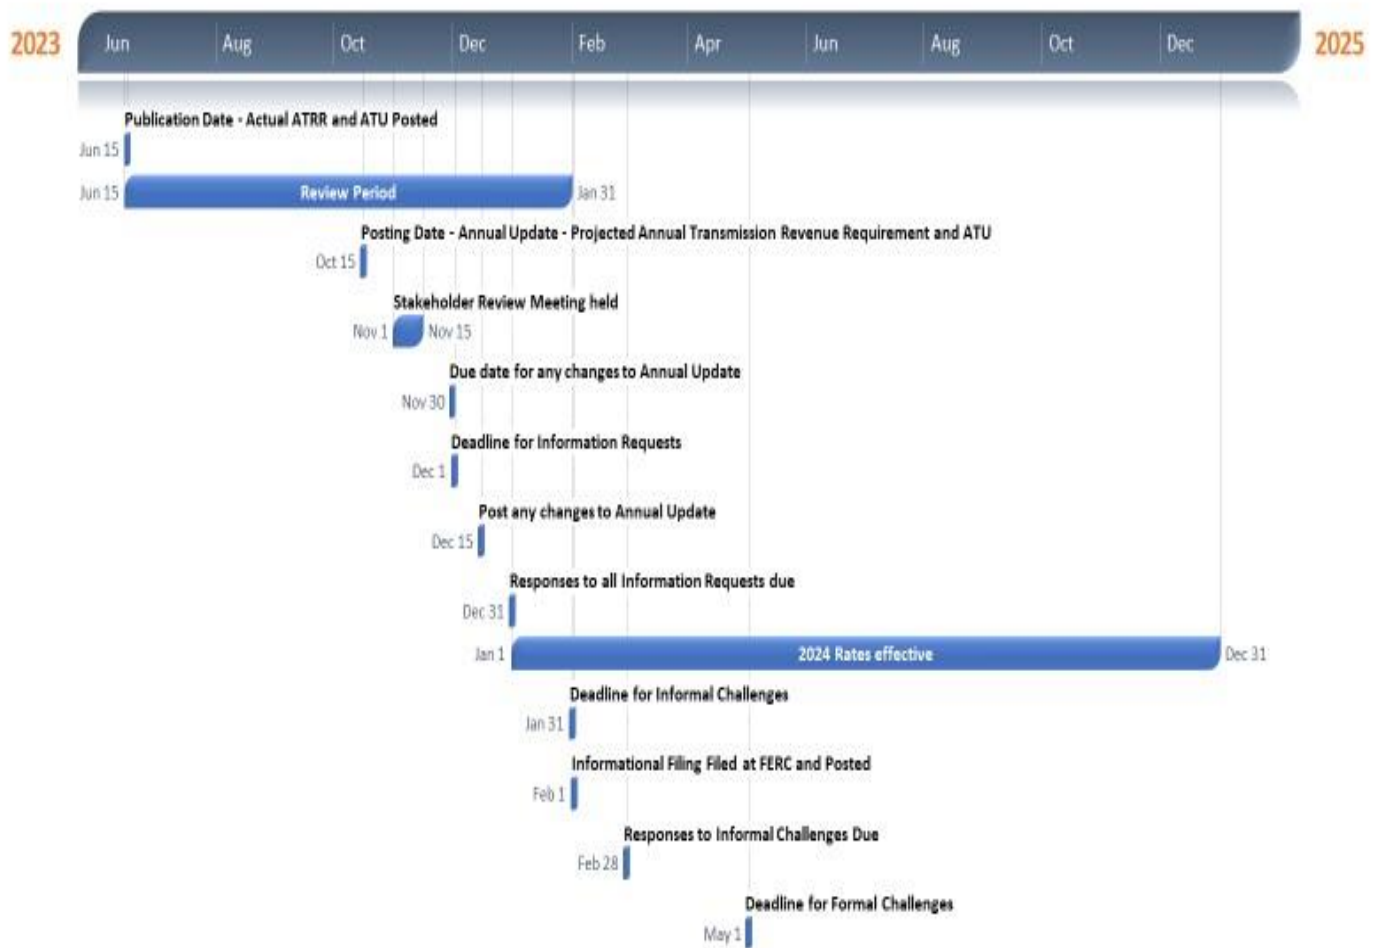 2023 Jun Aug Oct Dec Feb Apr Jun Aug Oct Dec 2025
Publication Date - Actual ATRR and ATU Posted
Jun 15
Jun 15 Review Period Jan 31
Posting Date - Annual Update - Projected Annual Transmission Revenue Requirement and ATU
Oct 15
Stakeholder Review Meeting held
Nov 1 Nov 15
Due date for any changes to Annual Update
Nov 30
Deadline for Information Requests
Dec 1
Post any changes to Annual Update
Dec 15
Responses to all Information Requests due
Dec 31
Jan 1 2024 Rates effective Dec 31
Deadline for Informal Challenges
Jan 31
Informational Filing Filed at FERC and Posted
Feb 1
Responses to Informal Challenges Due
Feb 28
Deadline for Formal Challenges
May 1